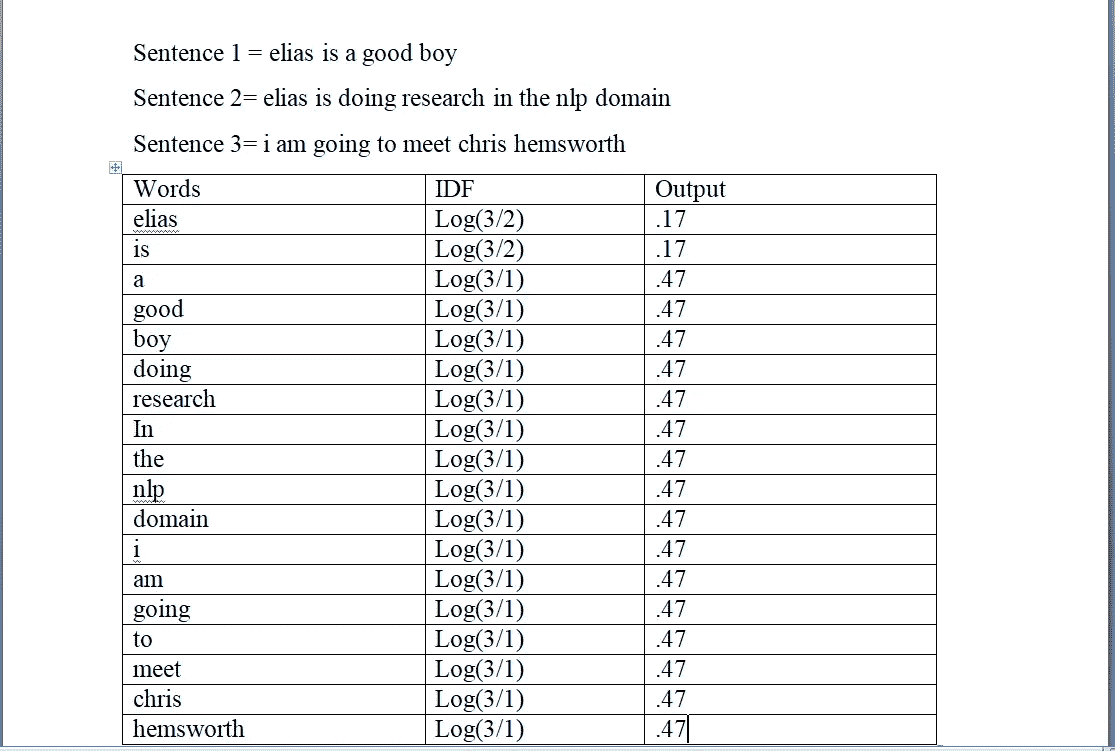 Sentence 1 = elias is a good boy
Sentence 2= elias is doing research in the nlp domain
Sentence 3= i am going to meet chris hemsworth
Words IDF Output
elias Log(3/2) .17
is Log(3/2) .17
a Log(3/1) .47
good Log(3/1) .47
boy Log(3/1) .47
doing Log(3/1) .47
research Log(3/1) .47
In Log(3/1) .47
the Log(3/1) .47
nlp Log(3/1) .47
domain Log(3/1) .47
i Log(3/1) .47
am Log(3/1) .47
going Log(3/1) .47
to Log(3/1) .47
meet Log(3/1) .47
chris Log(3/1) .47
hemsworth Log(3/1) .47